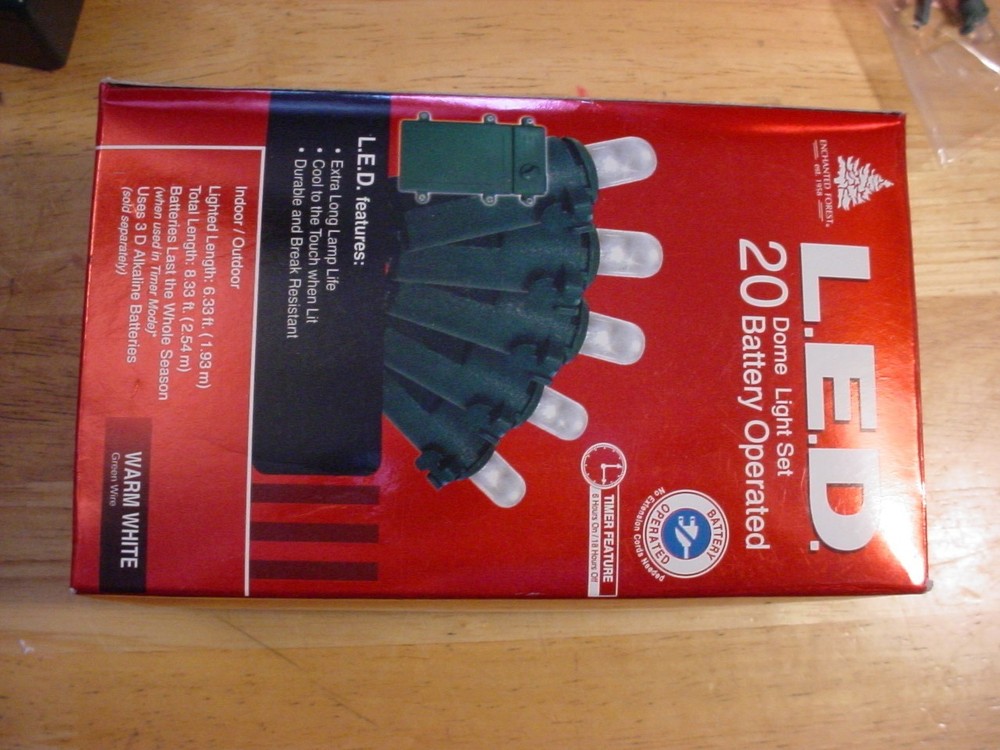 ENCHANTED FOREST®
est. 1958
L.E.D.
Dome Light Set
20 Battery Operated
BATTERY OPERATED
No Extension Cords Needed
TIMER FEATURE
6 Hours On / 18 Hours Off
L.E.D. features:
• Extra Long Lamp Life
• Cool to the Touch when Lit
• Durable and Break Resistant
Indoor / Outdoor
Lighted Length: 6.33 ft. (1.93 m)
Total Length: 8.33 ft. (2.54 m)
Batteries Last the Whole Season
(when used in Timer Mode)*
Uses 3 D Alkaline Batteries
(sold separately)
WARM WHITE
Green Wire